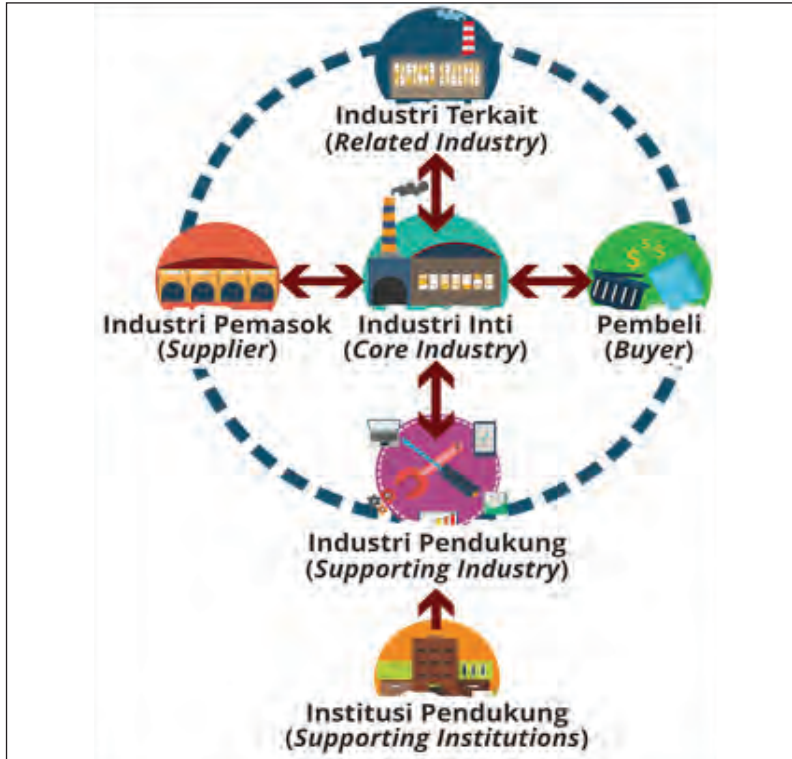 Industri Terkait
(Related Industry)
Industri Pemasok
(Supplier)
Industri Inti
(Core Industry)
Pembeli
(Buyer)
$ $ $ $
Industri Pendukung
(Supporting Industry)
Institusi Pendukung
(Supporting Institutions)